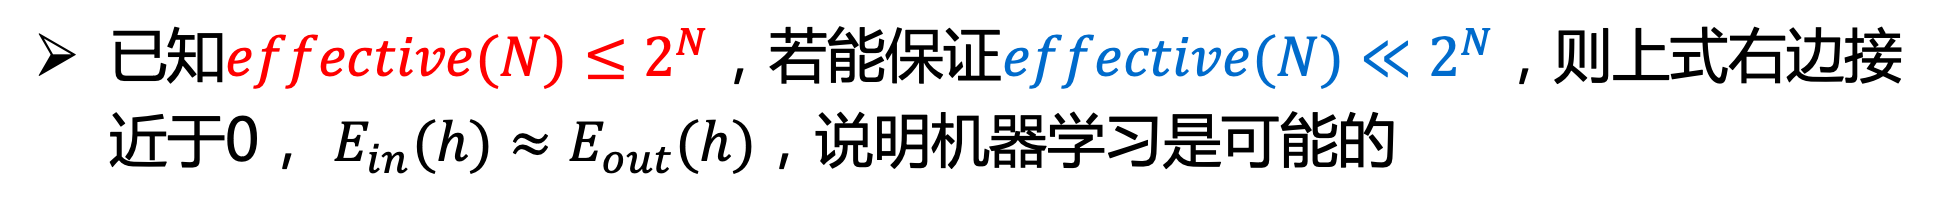 ➢ 已知effective(N) ≤ 2^N，若能保证effective(N) ≪ 2^N，则上式右边接
近于0， E_in(h) ≈ E_out(h)，说明机器学习是可能的